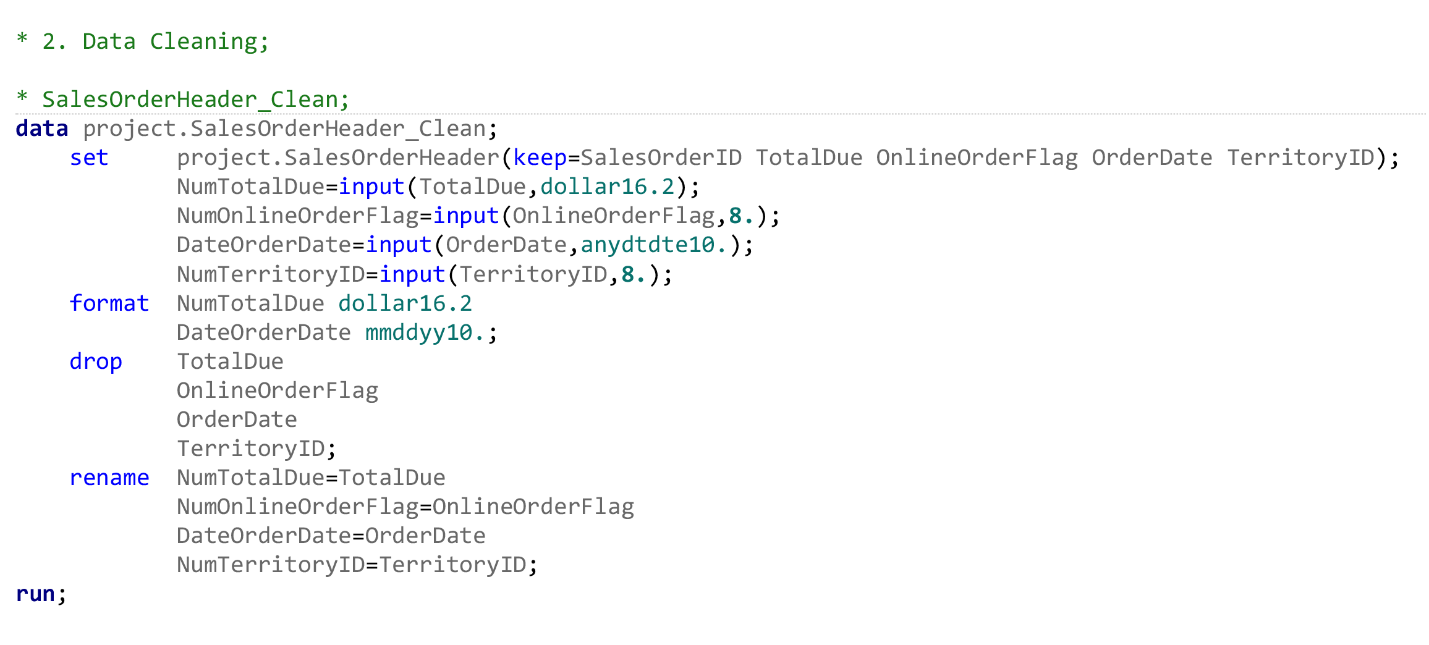 * 2. Data Cleaning;
* SalesOrderHeader_Clean;
data project.SalesOrderHeader_Clean;
set project.SalesOrderHeader(keep=SalesOrderID TotalDue OnlineOrderFlag OrderDate TerritoryID);
NumTotalDue=input(TotalDue,dollar16.2);
NumOnlineOrderFlag=input(OnlineOrderFlag,8.);
DateOrderDate=input(OrderDate,anydtdte10.);
NumTerritoryID=input(TerritoryID,8.);
format NumTotalDue dollar16.2
DateOrderDate mmddyy10.;
drop TotalDue
OnlineOrderFlag
OrderDate
TerritoryID;
rename NumTotalDue=TotalDue
NumOnlineOrderFlag=OnlineOrderFlag
DateOrderDate=OrderDate
NumTerritoryID=TerritoryID;
run;